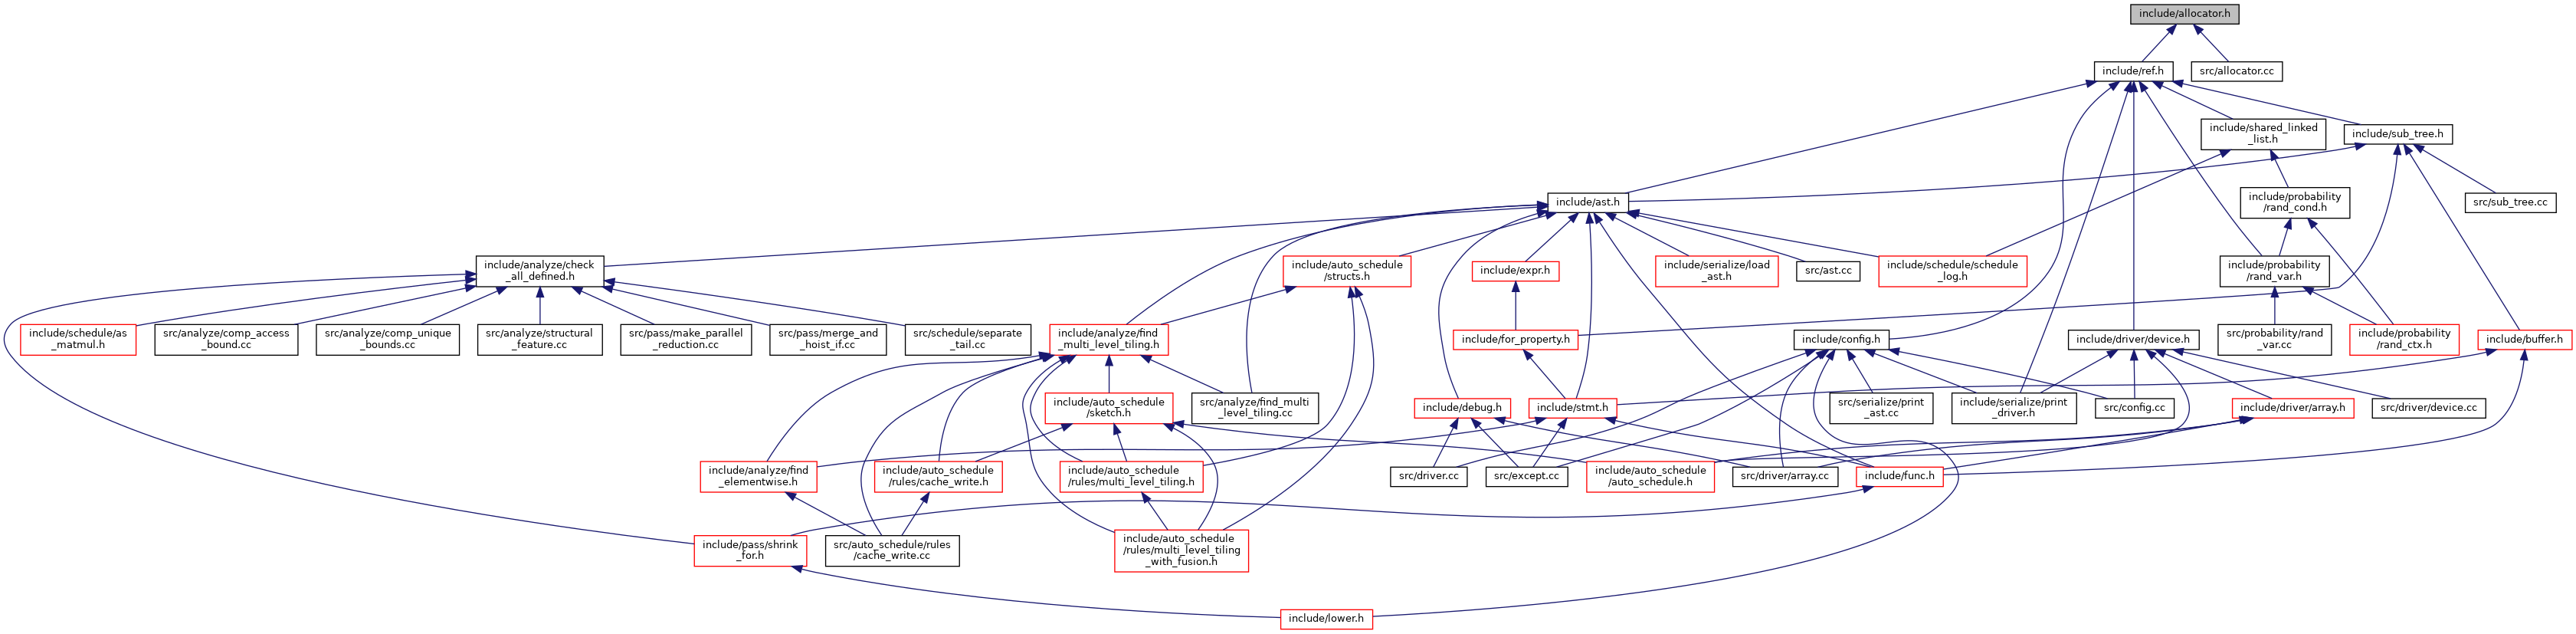 include/allocator.h
include/ref.h
src/allocator.cc
include/shared_linked
_list.h
include/sub_tree.h
include/ast.h
include/probability
/rand_cond.h
src/sub_tree.cc
include/analyze/check
_all_defined.h
include/auto_schedule
/structs.h
include/expr.h
include/serialize/load
_ast.h
src/ast.cc
include/schedule/schedule
_log.h
include/probability
/rand_var.h
include/schedule/as
_matmul.h
src/analyze/comp_access
_bound.cc
src/analyze/comp_unique
_bounds.cc
src/analyze/structural
_feature.cc
src/pass/make_parallel
_reduction.cc
src/pass/merge_and
_hoist_if.cc
src/schedule/separate
_tail.cc
include/analyze/find
_multi_level_tiling.h
include/for_property.h
include/config.h
include/driver/device.h
src/probability/rand
_var.cc
include/probability
/rand_ctx.h
include/buffer.h
include/auto_schedule
/sketch.h
src/analyze/find_multi
_level_tiling.cc
include/debug.h
include/stmt.h
src/serialize/print
_ast.cc
include/serialize/print
_driver.h
src/config.cc
include/driver/array.h
src/driver/device.cc
include/analyze/find
_elementwise.h
include/auto_schedule
/rules/cache_write.h
include/auto_schedule
/rules/multi_level_tiling.h
src/driver.cc
src/except.cc
include/auto_schedule
/auto_schedule.h
src/driver/array.cc
include/func.h
include/pass/shrink
_for.h
src/auto_schedule/rules
/cache_write.cc
include/auto_schedule
/rules/multi_level_tiling
_with_fusion.h
include/lower.h